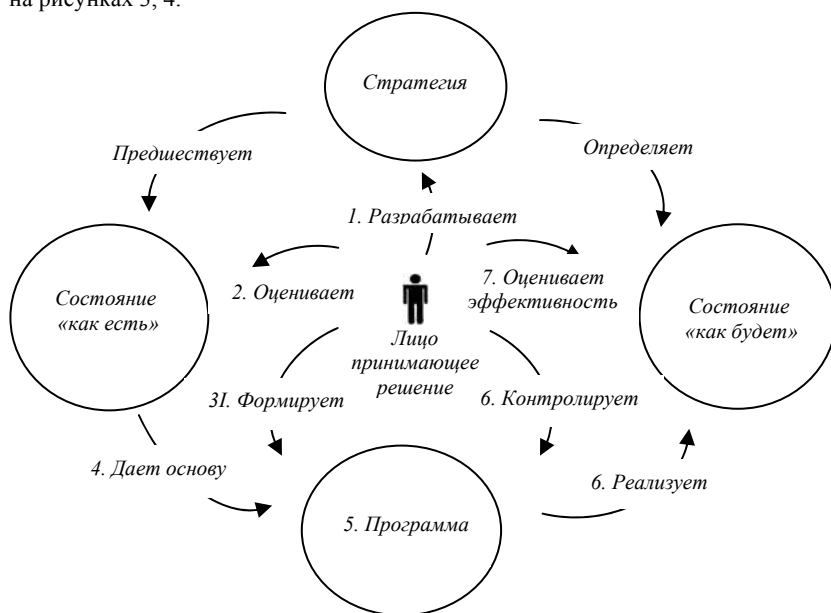 на рисунках 3, 4.
Стратегия
Предшествует
Определяет
1. Разрабатывает
2. Оценивает
7. Оценивает
эффективность
Состояние
«как есть»
Состояние
«как будет»
Лицо
принимающее
решение
3I. Формирует
6. Контролирует
4. Дает основу
6. Реализует
5. Программа